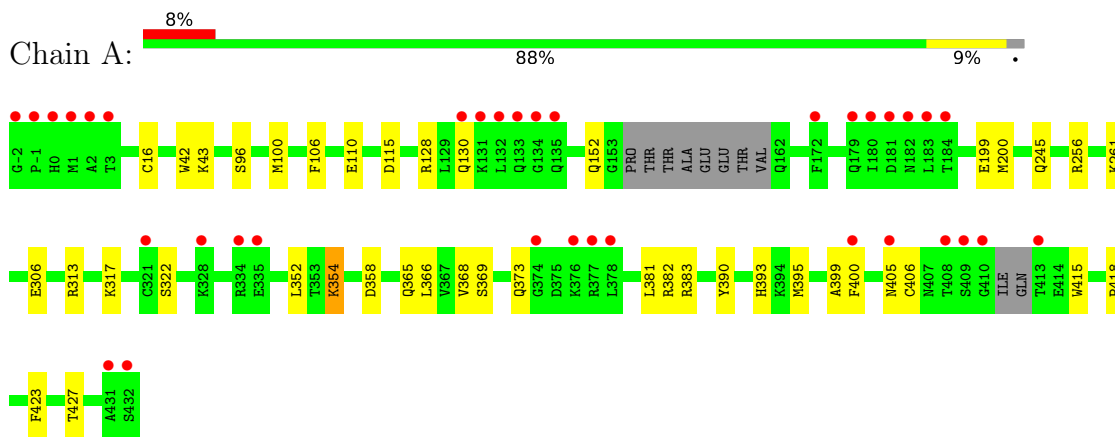 8%
Chain A:
88% 9% •
G-2 P-1 H0 M1 A2 T3 C16 W42 K43 S96 M100 F106 E110 D115 R128 L129 Q130 K131 L132 Q133 G134 Q135 Q152 G153 PRO THR THR ALA GLU GLU THR VAL Q162 F172 Q179 I180 D181 N182 L183 T184 E199 M200 Q245 R256 K261
E306 R313 K317 C321 S322 K328 R334 E335 L352 T353 K354 D358 Q365 L366 V367 V368 S369 Q373 G374 D375 K376 R377 L378 L381 R382 R383 Y390 H393 K394 M395 A399 F400 N405 C406 N407 T408 S409 G410 ILE GLN T413 E414 W415
F423 T427 A431 S432